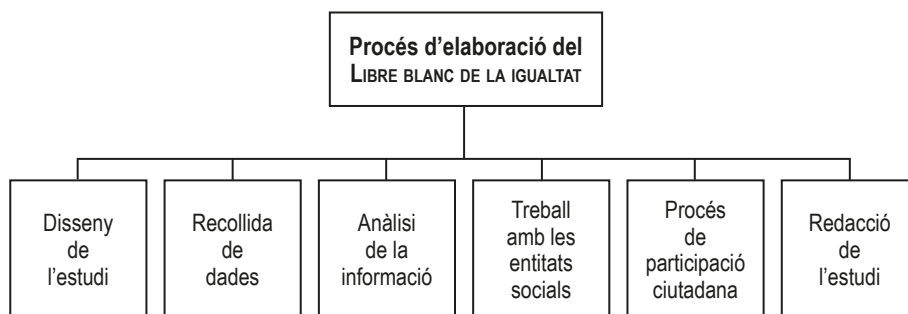 Procés d’elaboració del
LIBRE BLANC DE LA IGUALTAT
Disseny
de
l’estudi
Recollida
de
dades
Anàlisi
de la
informació
Treball
amb les
entitats
socials
Procés
de
participació
ciutadana
Redacció
de
l’estudi